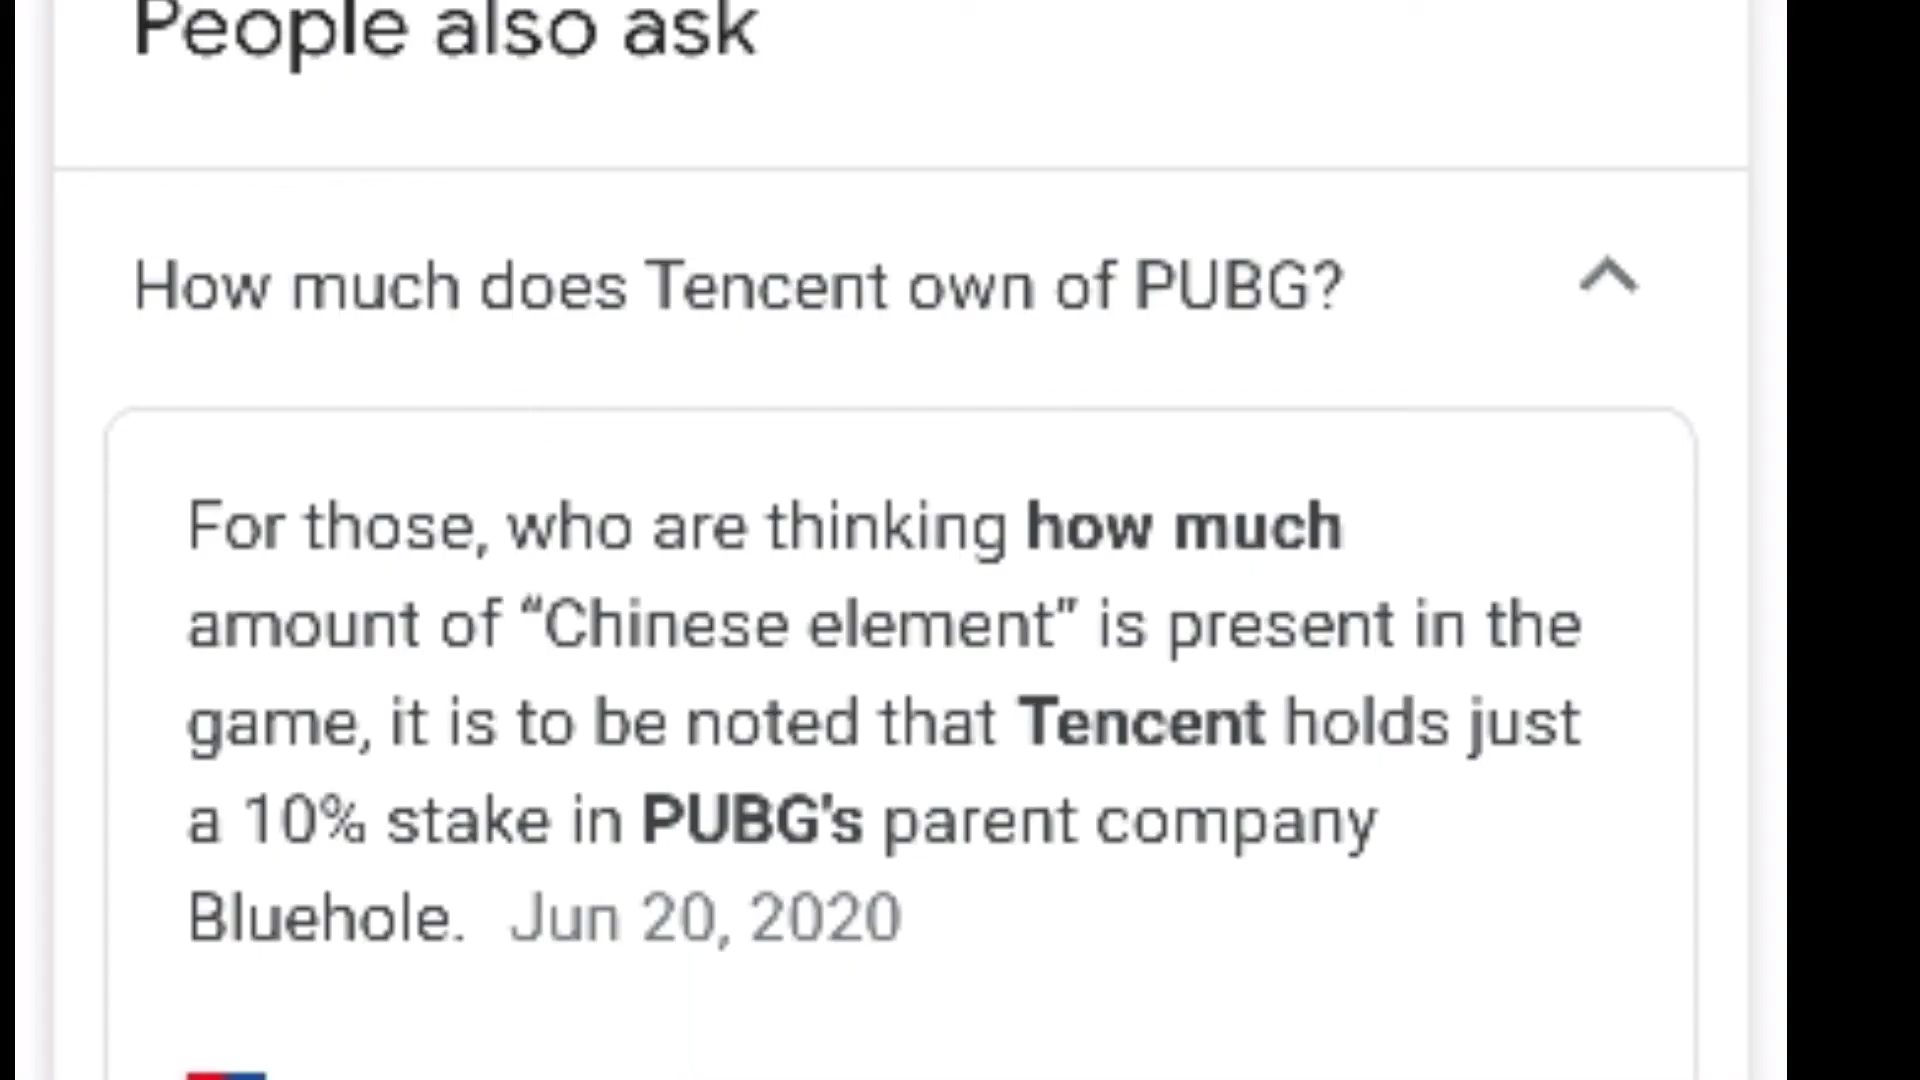 People also ask
How much does Tencent own of PUBG?
For those, who are thinking how much
amount of “Chinese element” is present in the
game, it is to be noted that Tencent holds just
a 10% stake in PUBG's parent company
Bluehole. Jun 20, 2020